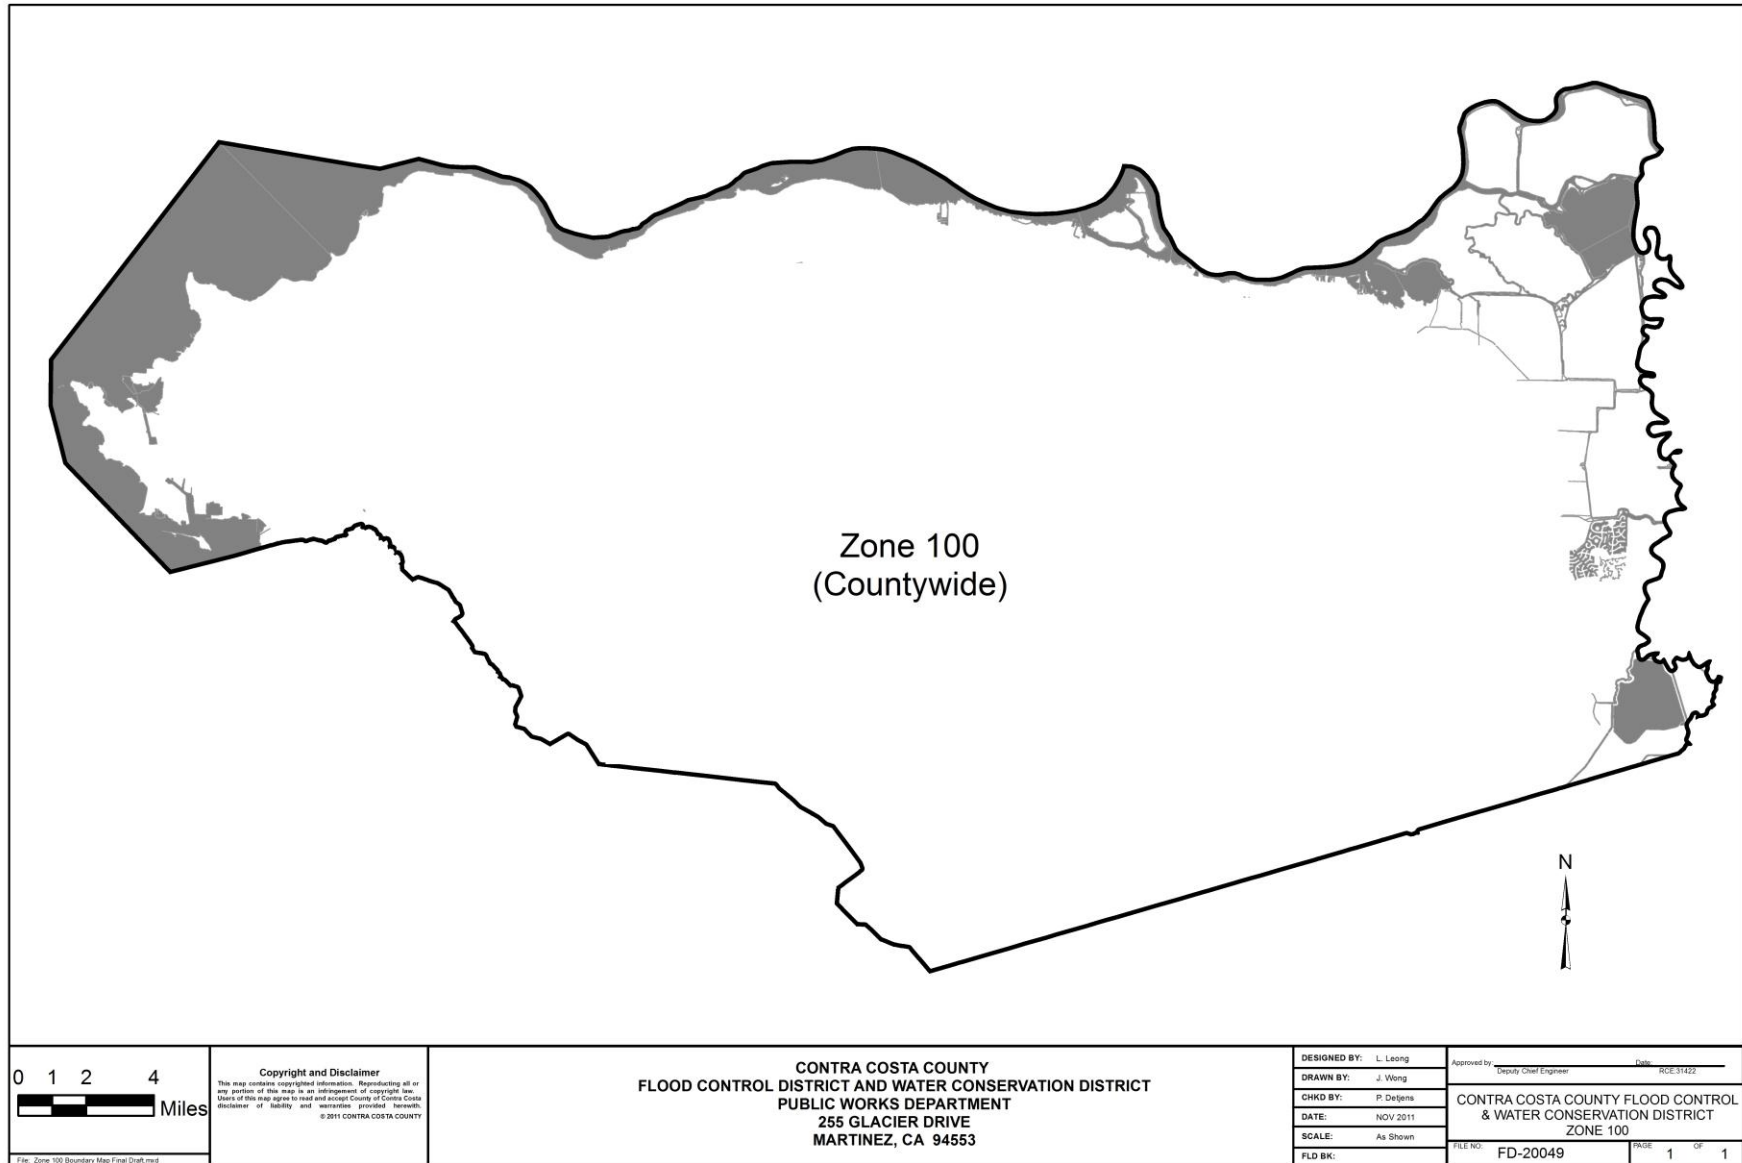 Zone 100
(Countywide)
N
0 1 2 4
Miles
File: Zone 100 Boundary Map Final Draft.mxd
Copyright and Disclaimer
This map contains copyrighted information. Reproducing all or
any portion of this map is an infringement of copyright law.
Users of this map agree to read and accept County of Contra Costa
disclaimer of liability and warranties provided herewith.
© 2011 CONTRA COSTA COUNTY
CONTRA COSTA COUNTY
FLOOD CONTROL DISTRICT AND WATER CONSERVATION DISTRICT
PUBLIC WORKS DEPARTMENT
255 GLACIER DRIVE
MARTINEZ, CA 94553
DESIGNED BY: L. Leong
DRAWN BY: J. Wong
CHKD BY: P. Detjens
DATE: NOV 2011
SCALE: As Shown
FLD BK:
Approved by: Date:
Deputy Chief Engineer RCE:31422
CONTRA COSTA COUNTY FLOOD CONTROL
& WATER CONSERVATION DISTRICT
ZONE 100
FILE NO: FD-20049 PAGE 1 OF 1